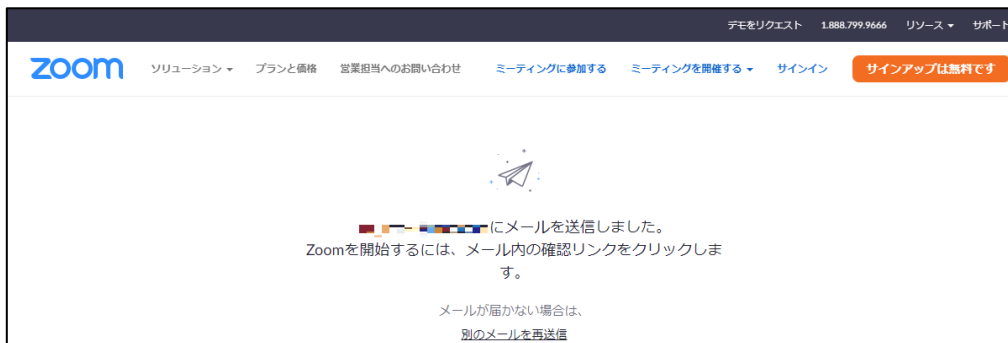 デモをリクエスト 1.888.799.9666 リソース サポート
zoom ソリューション プランと価格 営業担当へのお問い合わせ ミーティングに参加する ミーティングを開催する サインイン サインアップは無料です
にメールを送信しました。
Zoomを開始するには、メール内の確認リンクをクリックしま
す。
メールが届かない場合は、
別のメールを再送信